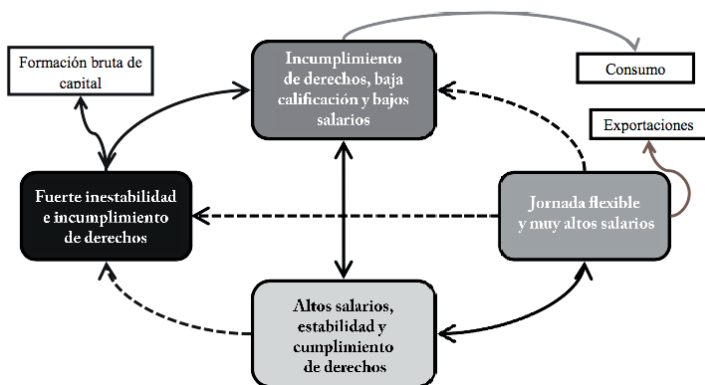 Formación bruta de
capital
Incumplimiento
de derechos, baja
calificación y bajos
salarios
Consumo
Exportaciones
Fuerte inestabilidad
e incumplimiento
de derechos
Jornada flexible
y muy altos salarios
Altos salarios,
estabilidad y
cumplimiento
de derechos